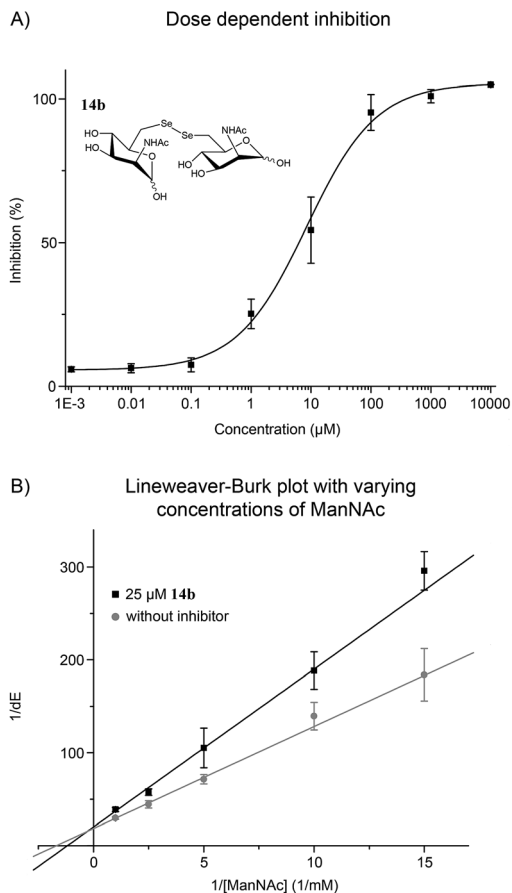 A) Dose dependent inhibition
14b
Se
Se
HO
HO
NHAc
O
OH
NHAc
O
HO
HO
OH
100
50
0
Inhibition (%)
1E-3 0.01 0.1 1 10 100 1000 10000
Concentration (µM)
B) Lineweaver-Burk plot with varying
concentrations of ManNAc
25 µM 14b
without inhibitor
300
200
100
1/dE
0 5 10 15
1/[ManNAc] (1/mM)